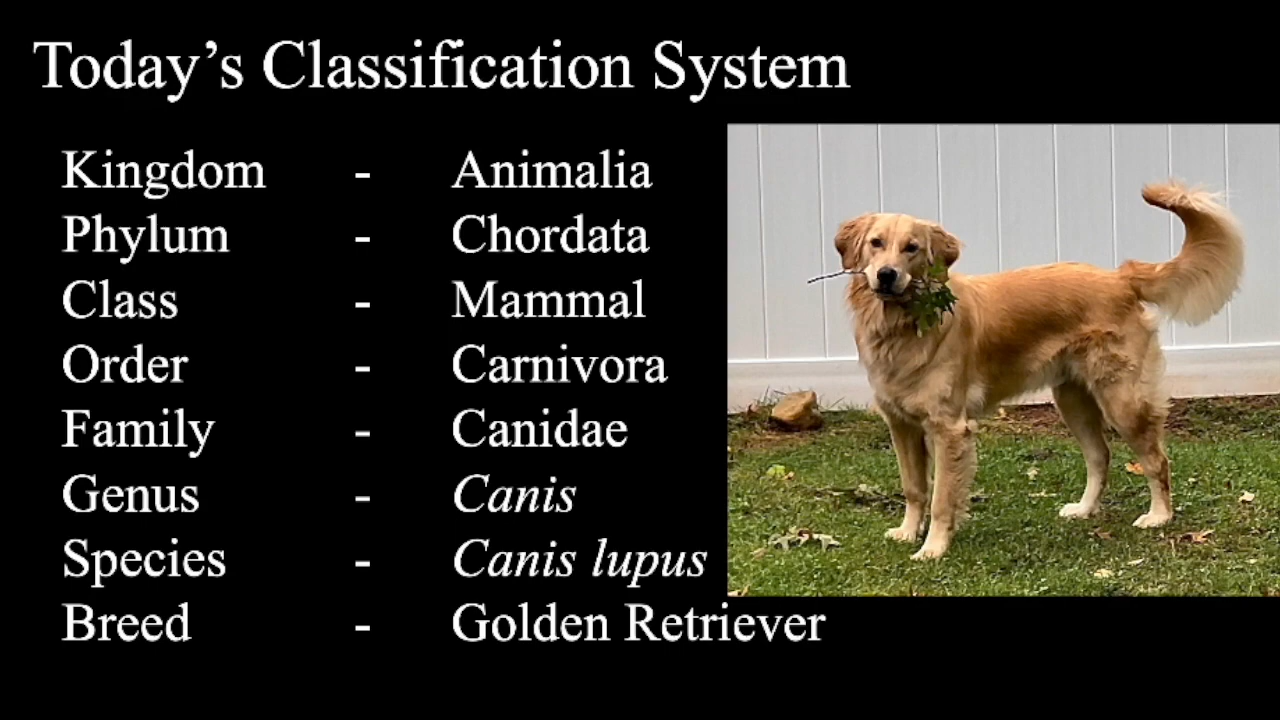 Today’s Classification System
Kingdom - Animalia
Phylum - Chordata
Class - Mammal
Order - Carnivora
Family - Canidae
Genus - Canis
Species - Canis lupus
Breed - Golden Retriever